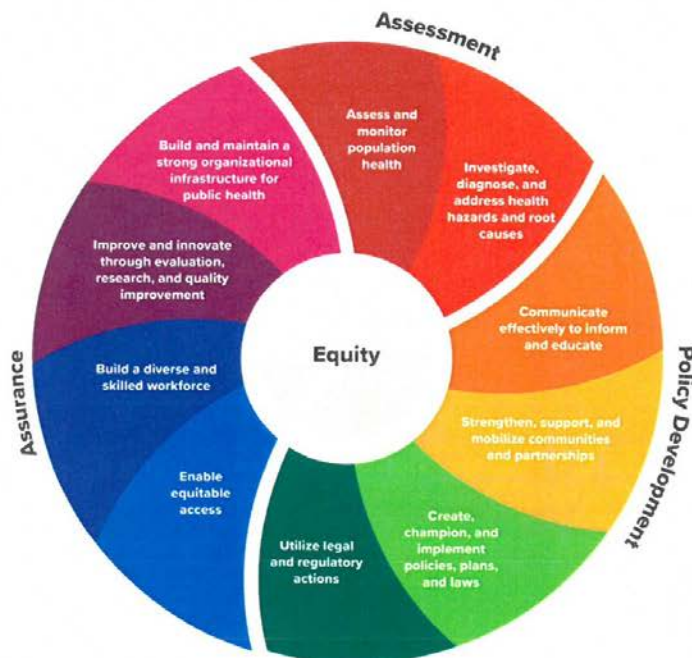 Assessment
Assess and
monitor
population
health
Investigate,
diagnose, and
address health
hazards and root
causes
Communicate
effectively to inform
and educate
Strengthen, support, and
mobilize communities
and partnerships
Policy Development
Create,
champion, and
implement
policies, plans,
and laws
Utilize legal
and regulatory
actions
Enable
equitable
access
Build a diverse and
skilled workforce
Assurance
Improve and innovate
through evaluation,
research, and quality
improvement
Build and maintain a
strong organizational
infrastructure for
public health
Equity